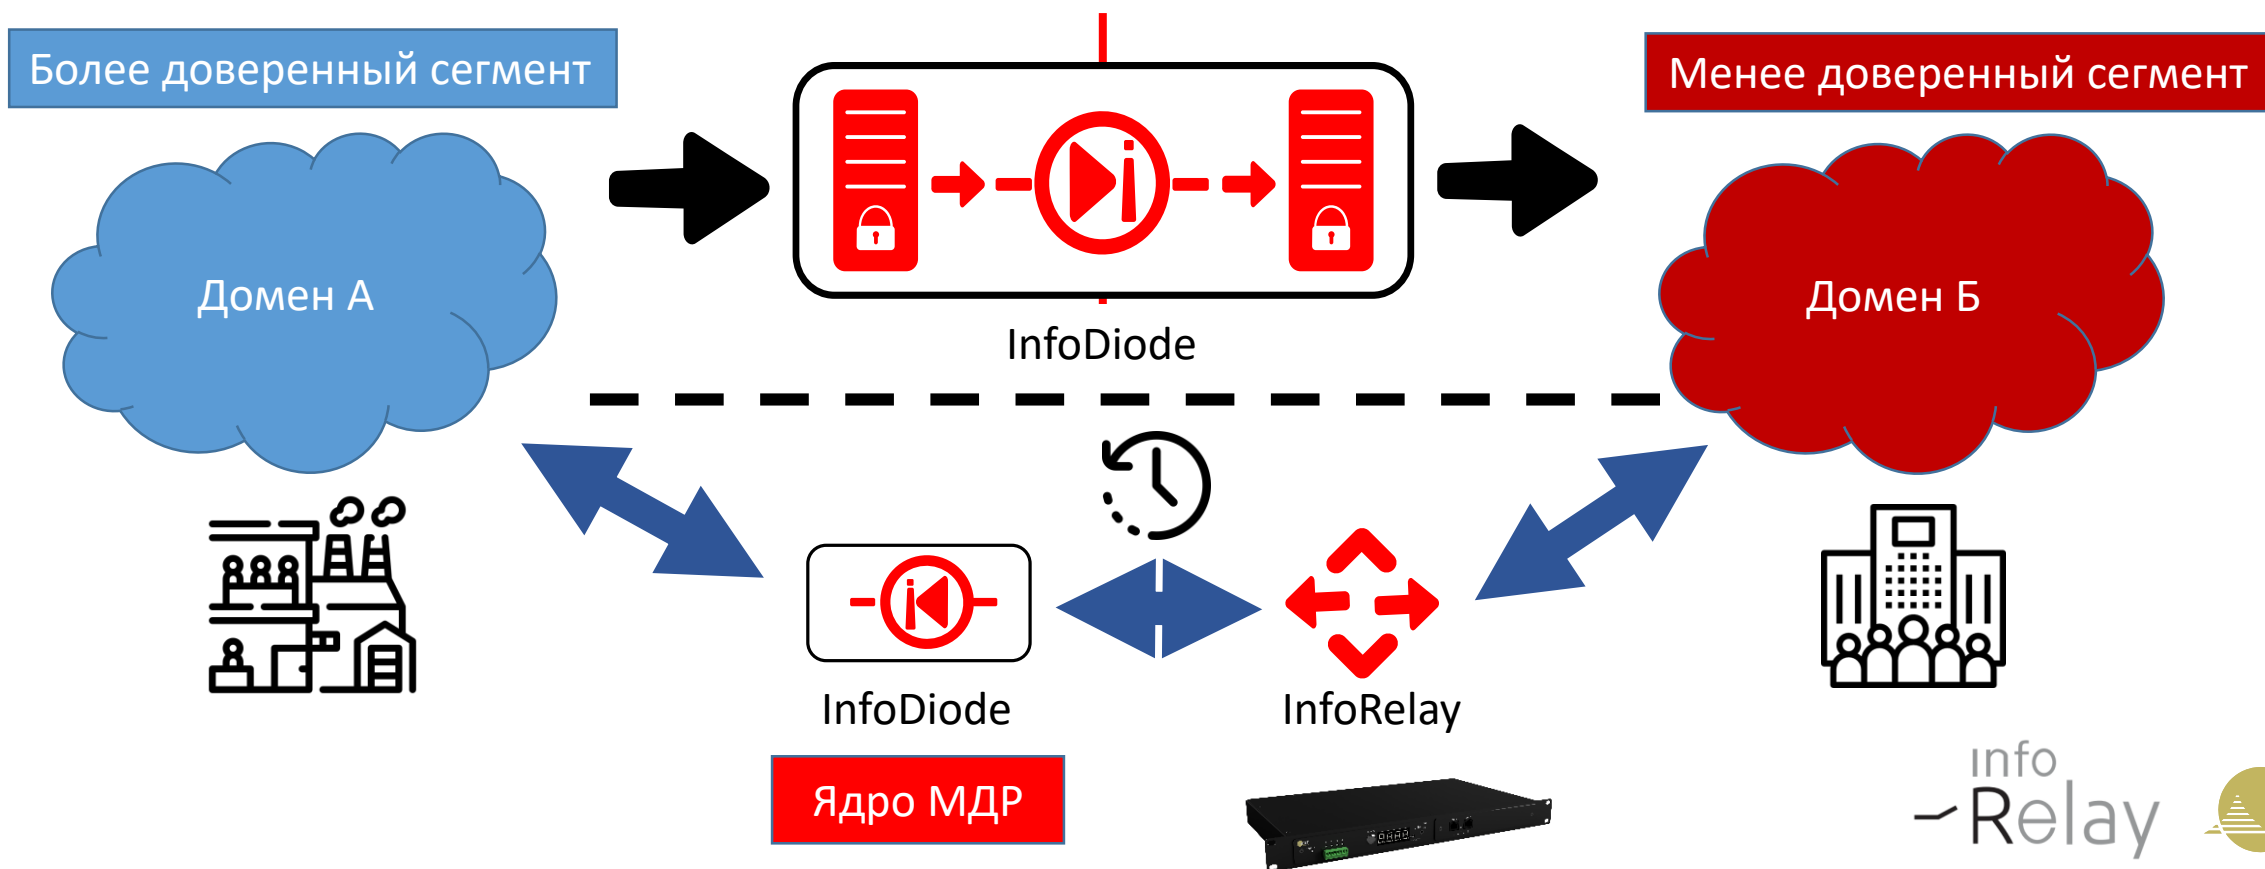 Более доверенный сегмент
Менее доверенный сегмент
Домен А
Домен Б
InfoDiode
InfoDiode
InfoRelay
Ядро МДР
info
Relay